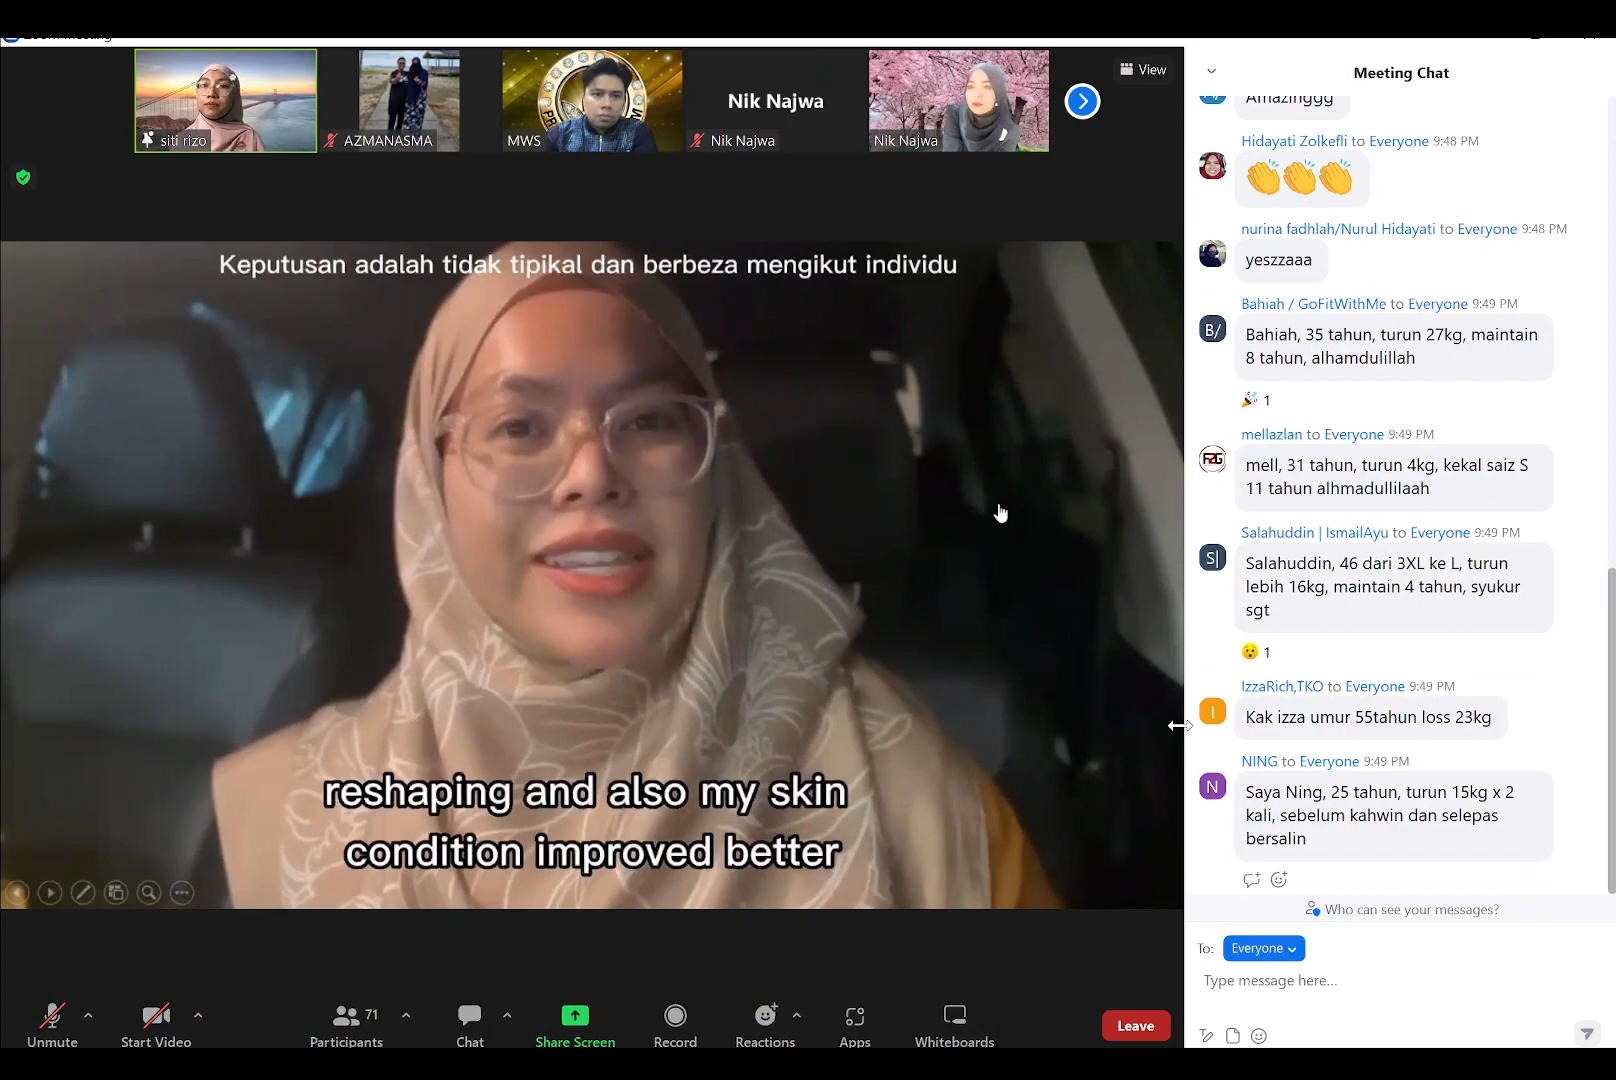 View
siti rizo
AZMANASMA
MWS
Nik Najwa
Nik Najwa
Nik Najwa
Keputusan adalah tidak tipikal dan berbeza mengikut individu
reshaping and also my skin
condition improved better
Meeting Chat
Amazinggg
Hidayati Zolkefli to Everyone 9:48 PM
👏👏👏
nurina fadhlah/Nurul Hidayati to Everyone 9:48 PM
yeszzaaa
Bahiah / GoFitWithMe to Everyone 9:49 PM
B/
Bahiah, 35 tahun, turun 27kg, maintain
8 tahun, alhamdulillah
🎉 1
mellazlan to Everyone 9:49 PM
FZG
mell, 31 tahun, turun 4kg, kekal saiz S
11 tahun alhmadullilaah
Salahuddin | IsmailAyu to Everyone 9:49 PM
S|
Salahuddin, 46 dari 3XL ke L, turun
lebih 16kg, maintain 4 tahun, syukur
sgt
😮 1
IzzaRich,TKO to Everyone 9:49 PM
I
Kak izza umur 55tahun loss 23kg
NING to Everyone 9:49 PM
N
Saya Ning, 25 tahun, turun 15kg x 2
kali, sebelum kahwin dan selepas
bersalin
Who can see your messages?
To: Everyone
Type message here...
Unmute
Start Video
71
Participants
Chat
Share Screen
Record
Reactions
Apps
Whiteboards
Leave